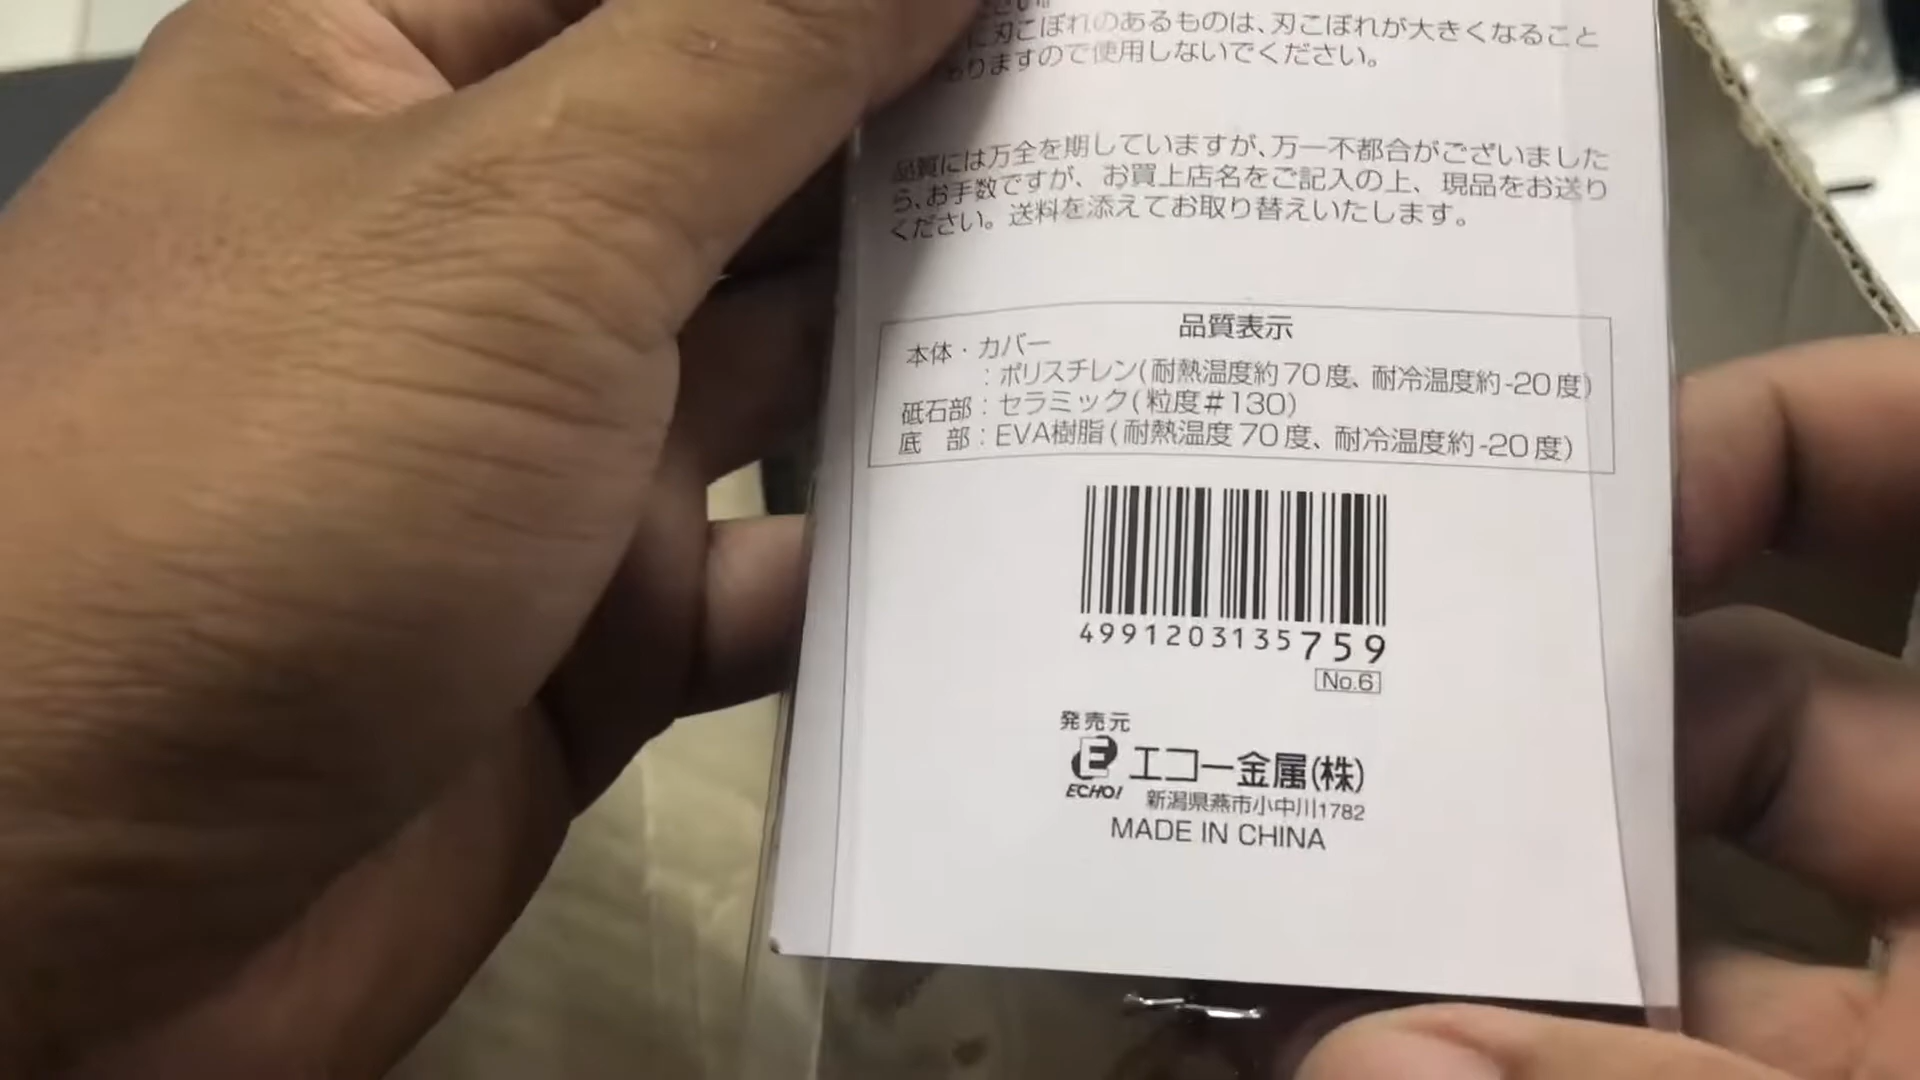 に刃こぼれのあるものは、刃こぼれが大きくなること
ありますので使用しないでください。
品質には万全を期していますが、万一不都合がございました
ら、お手数ですが、お買上店名をご記入の上、現品をお送り
ください。送料を添えてお取り替えいたします。
品質表示
本体・カバー
:ポリスチレン(耐熱温度約70度、耐冷温度約-20度)
砥石部:セラミック(粒度#130)
底 部:EVA樹脂(耐熱温度70度、耐冷温度約-20度)
4991203135759
No.6
発売元
E エコー金属(株)
ECHO! 新潟県燕市小中川1782
MADE IN CHINA